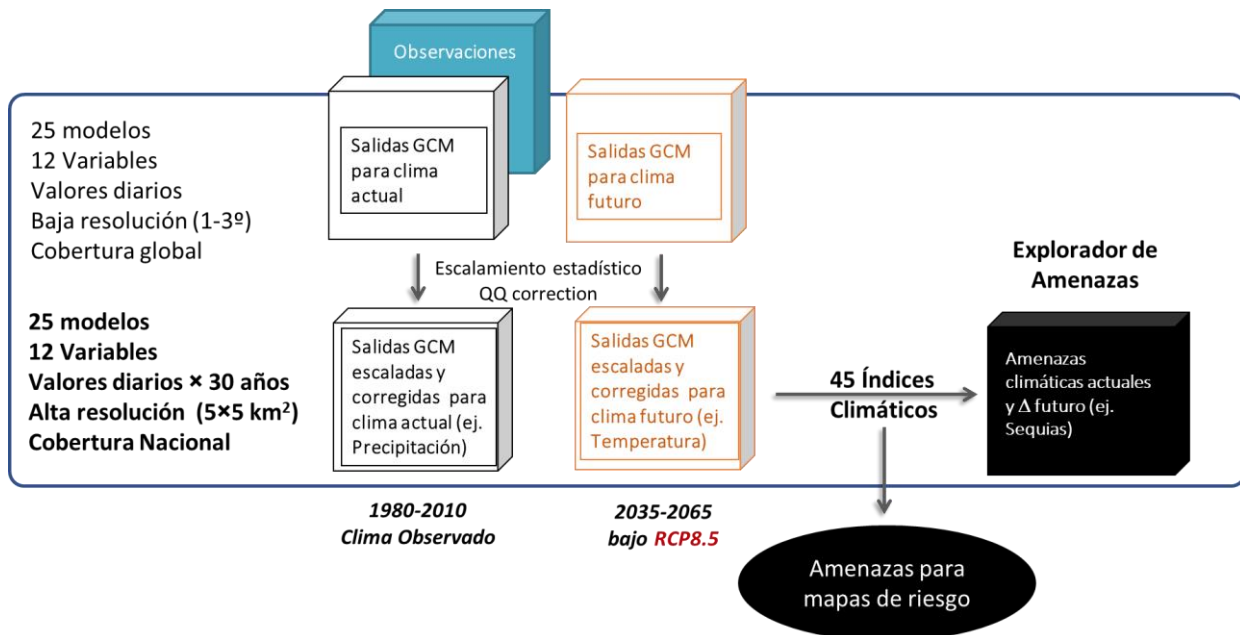 Observaciones
25 modelos
12 Variables
Valores diarios
Baja resolución (1-3º)
Cobertura global
Salidas GCM
para clima
actual
Salidas GCM
para clima
futuro
Escalamiento estadístico
QQ correction
25 modelos
12 Variables
Valores diarios × 30 años
Alta resolución (5×5 km²)
Cobertura Nacional
Salidas GCM
escaladas y
corregidas para
clima actual (ej.
Precipitación)
Salidas GCM
escaladas y
corregidas para
clima futuro (ej.
Temperatura)
45 Índices
Climáticos
Explorador de
Amenazas
Amenazas
climáticas actuales
y Δ futuro (ej.
Sequias)
1980-2010
Clima Observado
2035-2065
bajo RCP8.5
Amenazas para
mapas de riesgo